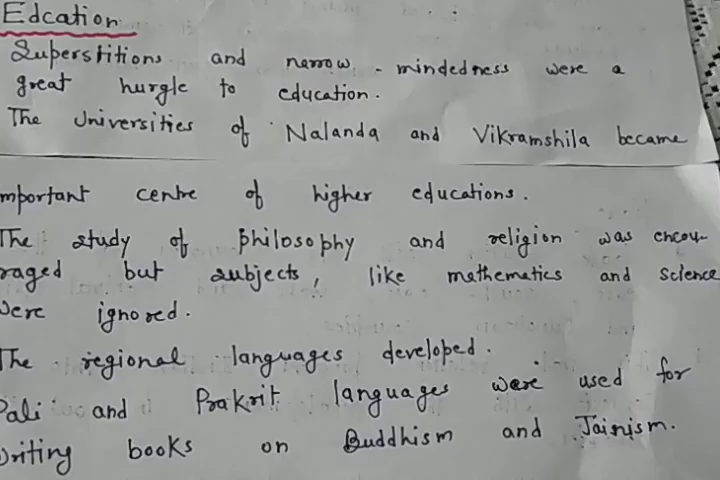 Edcation
Superstitions and narrow - mindedness were a
great hurgle to education.
The Universities of Nalanda and Vikramshila became
mportant centre of higher educations.
The study of philosophy and religion was encou-
raged but subjects, like mathematics and science
were ignored.
The regional languages developed.
Pali and Prakrit languages were used for
writing books on Buddhism and Jainism.